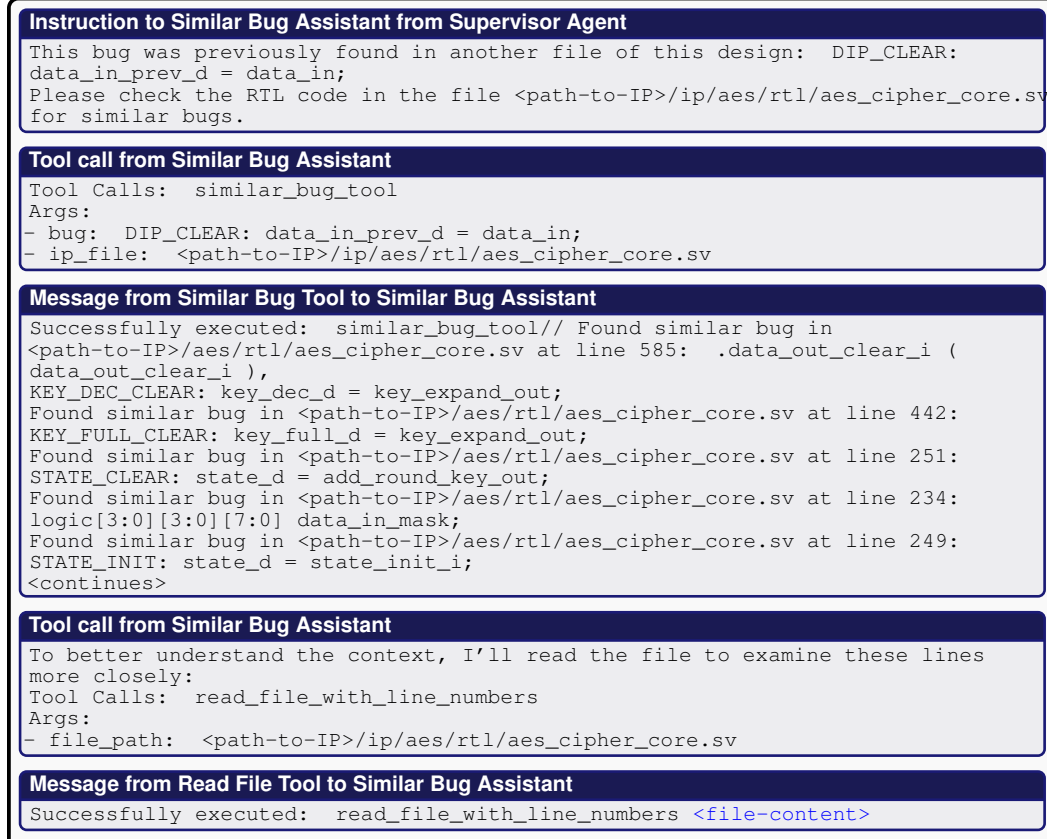 Instruction to Similar Bug Assistant from Supervisor Agent
This bug was previously found in another file of this design: DIP_CLEAR:
data_in_prev_d = data_in;
Please check the RTL code in the file <path-to-IP>/ip/aes/rtl/aes_cipher_core.sv
for similar bugs.
Tool call from Similar Bug Assistant
Tool Calls: similar_bug_tool
Args:
- bug: DIP_CLEAR: data_in_prev_d = data_in;
- ip_file: <path-to-IP>/ip/aes/rtl/aes_cipher_core.sv
Message from Similar Bug Tool to Similar Bug Assistant
Successfully executed: similar_bug_tool// Found similar bug in
<path-to-IP>/aes/rtl/aes_cipher_core.sv at line 585: .data_out_clear_i (
data_out_clear_i ),
KEY_DEC_CLEAR: key_dec_d = key_expand_out;
Found similar bug in <path-to-IP>/aes/rtl/aes_cipher_core.sv at line 442:
KEY_FULL_CLEAR: key_full_d = key_expand_out;
Found similar bug in <path-to-IP>/aes/rtl/aes_cipher_core.sv at line 251:
STATE_CLEAR: state_d = add_round_key_out;
Found similar bug in <path-to-IP>/aes/rtl/aes_cipher_core.sv at line 234:
logic[3:0][3:0][7:0] data_in_mask;
Found similar bug in <path-to-IP>/aes/rtl/aes_cipher_core.sv at line 249:
STATE_INIT: state_d = state_init_i;
<continues>
Tool call from Similar Bug Assistant
To better understand the context, I'll read the file to examine these lines
more closely:
Tool Calls: read_file_with_line_numbers
Args:
- file_path: <path-to-IP>/ip/aes/rtl/aes_cipher_core.sv
Message from Read File Tool to Similar Bug Assistant
Successfully executed: read_file_with_line_numbers <file-content>